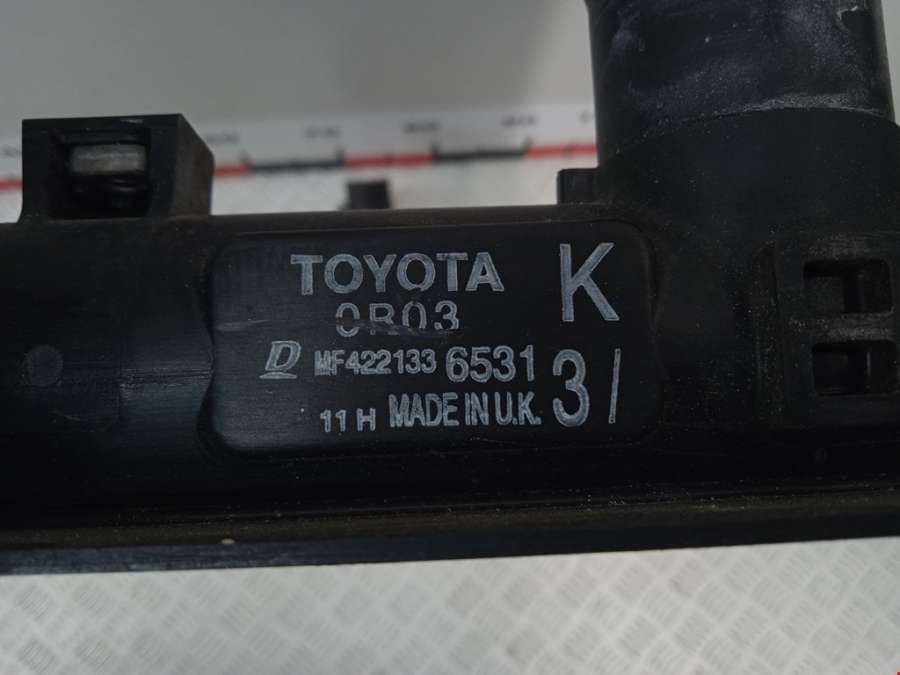 TOYOTA K
0R03
D MF422133 6531
11 H MADE IN U.K. 3/